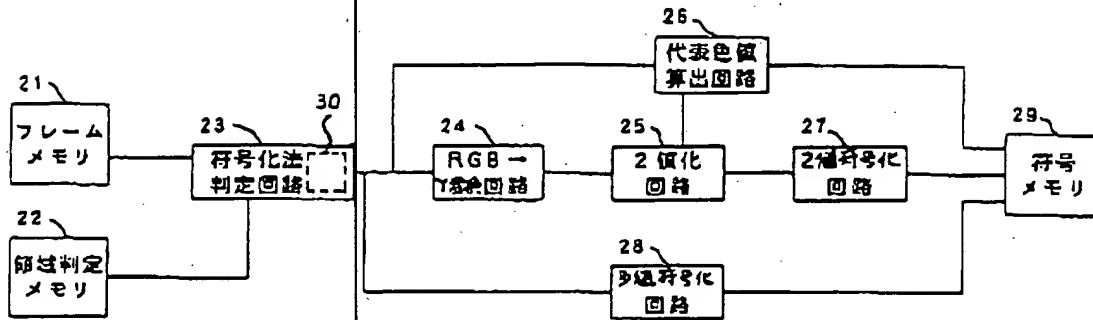 26
代表色値
算出回路
21
フレーム
メモリ
23
符号化法
判定回路
30
24
RGB→
Y変換回路
25
2値化
回路
27
2値符号化
回路
29
符号
メモリ
22
領域判定
メモリ
28
多値符号化
回路